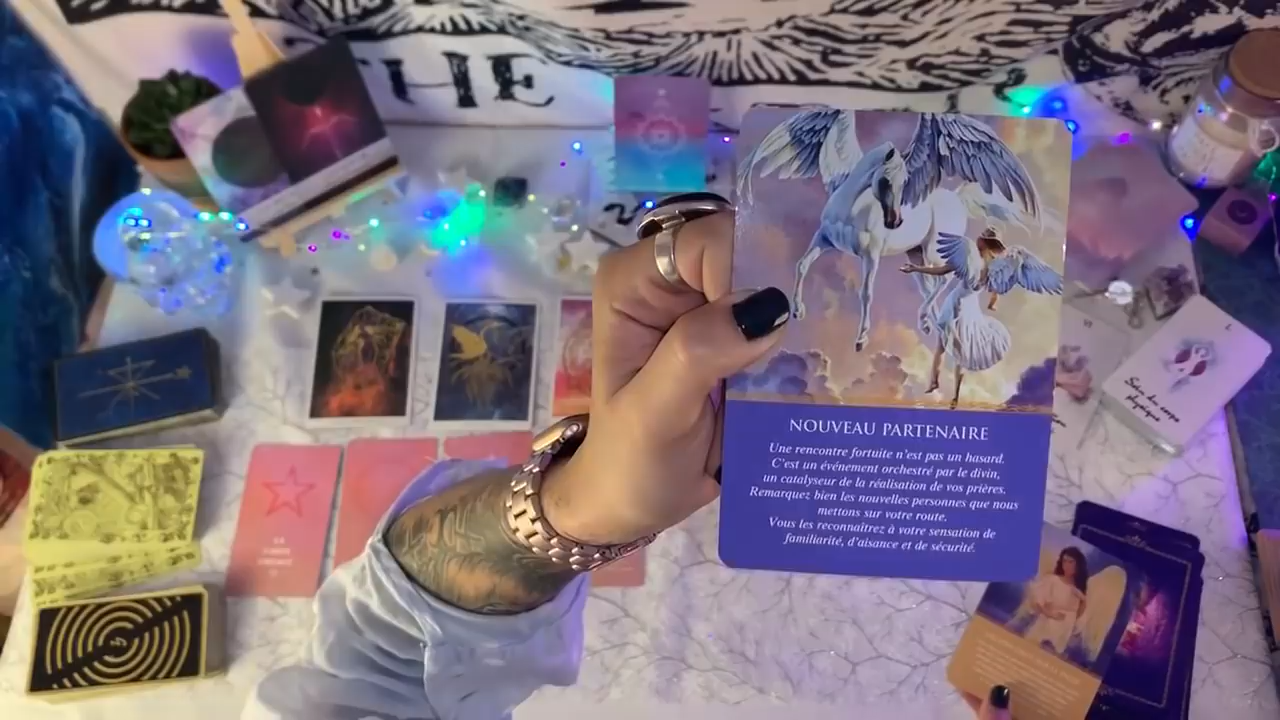 THE
NOUVEAU PARTENAIRE
Une rencontre fortuite n'est pas un hasard.
C'est un événement orchestré par le divin,
un catalyseur de la réalisation de vos prières.
Remarquez bien les nouvelles personnes que nous
mettons sur votre route.
Vous les reconnaîtrez à votre sensation de
familiarité, d'aisance et de sécurité.
physique